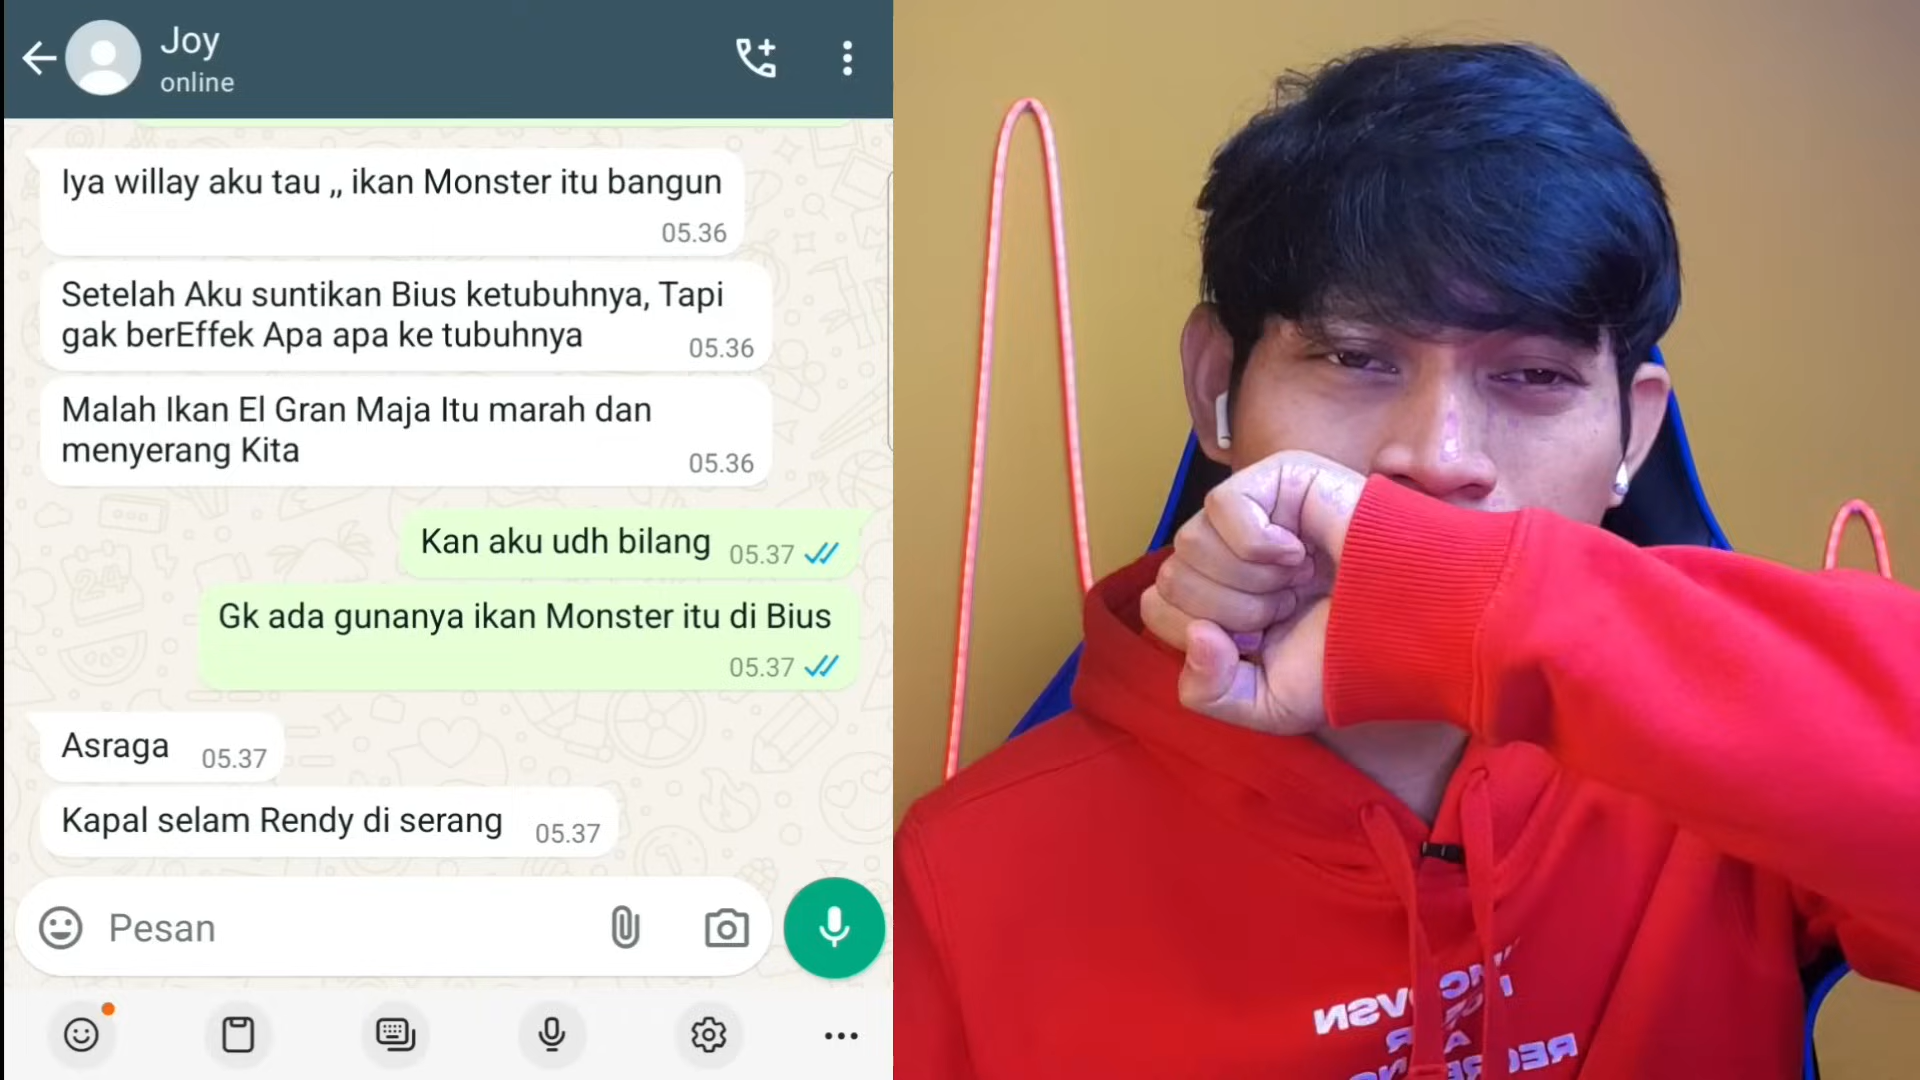 Joy
online
Iya willay aku tau ,, ikan Monster itu bangun
05.36
Setelah Aku suntikan Bius ketubuhnya, Tapi
gak berEffek Apa apa ke tubuhnya 05.36
Malah Ikan El Gran Maja Itu marah dan
menyerang Kita 05.36
Kan aku udh bilang 05.37
Gk ada gunanya ikan Monster itu di Bius
05.37
Asraga 05.37
Kapal selam Rendy di serang 05.37
Pesan